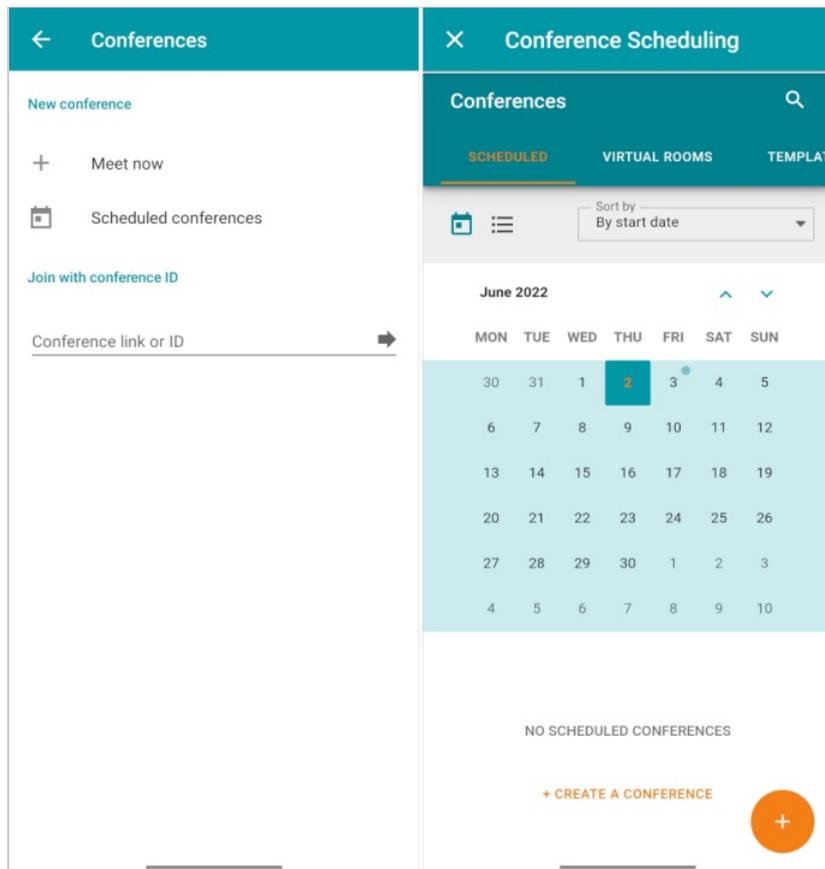 Conferences
New conference
Meet now
Scheduled conferences
Join with conference ID
Conference link or ID
Conference Scheduling
Conferences
SCHEDULED VIRTUAL ROOMS TEMPLAT
Sort by
By start date
June 2022
MON TUE WED THU FRI SAT SUN
30 31 1 2 3 4 5
6 7 8 9 10 11 12
13 14 15 16 17 18 19
20 21 22 23 24 25 26
27 28 29 30 1 2 3
4 5 6 7 8 9 10
NO SCHEDULED CONFERENCES
+ CREATE A CONFERENCE
+